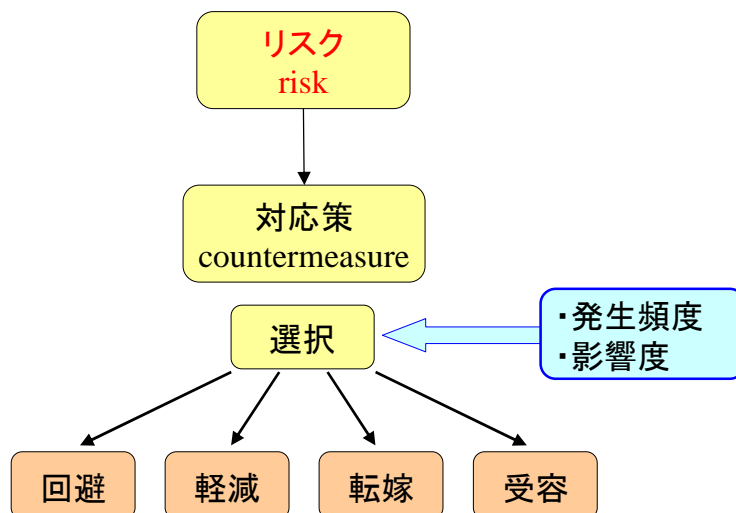 リスク
risk
対応策
countermeasure
選択
・発生頻度
・影響度
回避
軽減
転嫁
受容